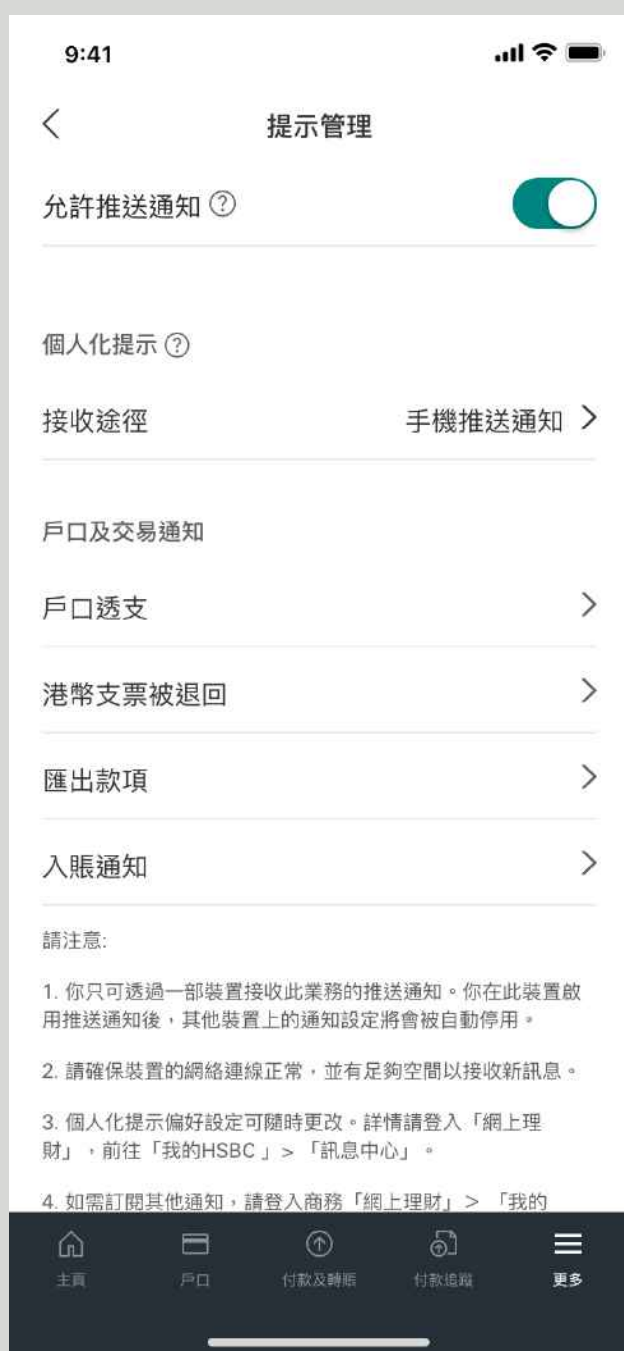 9:41
提示管理
允許推送通知 ?
個人化提示 ?
接收途徑 手機推送通知
戶口及交易通知
戶口透支
港幣支票被退回
匯出款項
入賬通知
請注意:
1. 你只可透過一部裝置接收此業務的推送通知。你在此裝置啟
用推送通知後,其他裝置上的通知設定將會被自動停用。
2. 請確保裝置的網絡連線正常,並有足夠空間以接收新訊息。
3. 個人化提示偏好設定可隨時更改。詳情請登入「網上理
財」,前往「我的HSBC 」>「訊息中心」。
4. 如需訂閱其他通知,請登入商務「網上理財」>「我的
主頁 戶口 付款及轉賬 付款追蹤 更多